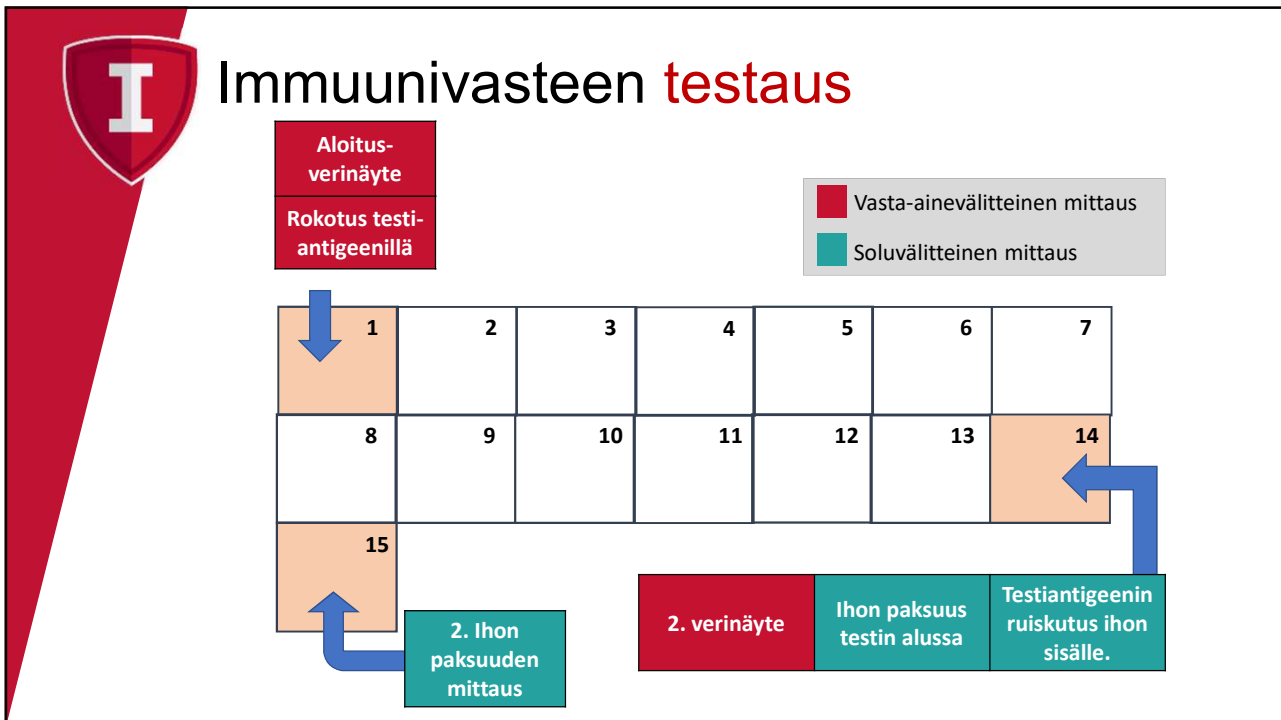 I
Immuunivasteen testaus
Aloitus-
verinäyte
Rokotus testi-
antigeenillä
Vasta-ainevälitteinen mittaus
Soluvälitteinen mittaus
1 2 3 4 5 6 7
8 9 10 11 12 13 14
15
2. Ihon
paksuuden
mittaus
2. verinäyte
Ihon paksuus
testin alussa
Testiantigeenin
ruiskutus ihon
sisälle.